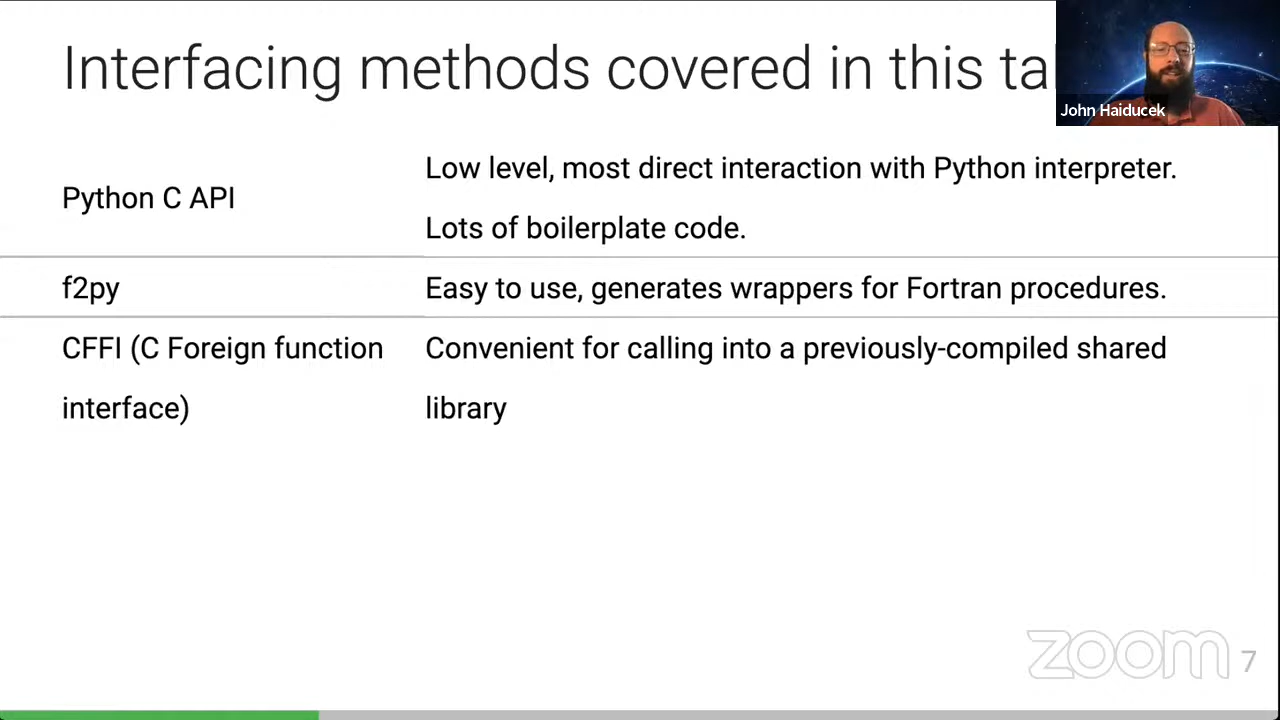 Interfacing methods covered in this ta
John Haiducek
Python C API
Low level, most direct interaction with Python interpreter.
Lots of boilerplate code.
f2py
Easy to use, generates wrappers for Fortran procedures.
CFFI (C Foreign function
interface)
Convenient for calling into a previously-compiled shared
library
zoom
7